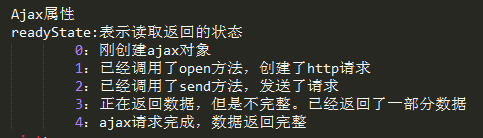 Ajax属性
readyState:表示读取返回的状态
0: 刚创建ajax对象
1: 已经调用了open方法，创建了http请求
2: 已经调用了send方法，发送了请求
3: 正在返回数据，但是不完整。已经返回了一部分数据
4: ajax请求完成，数据返回完整